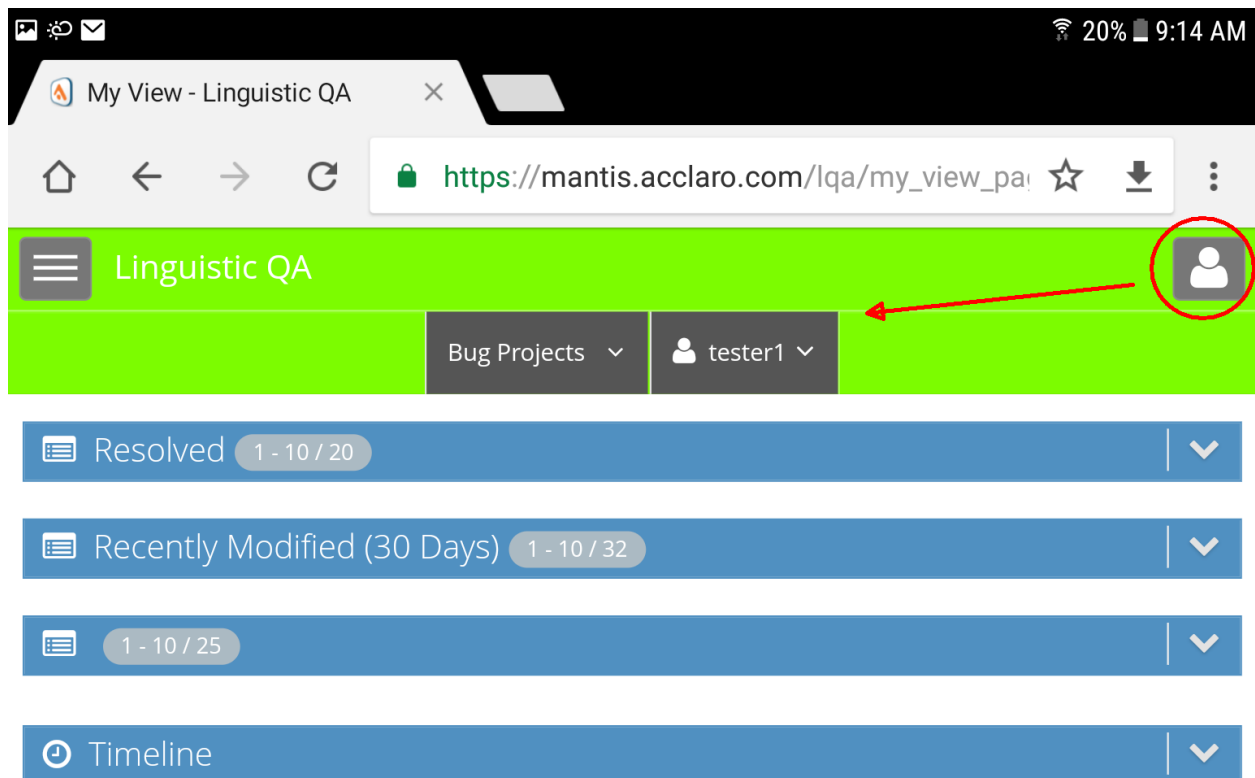 20% 9:14 AM
My View - Linguistic QA
https://mantis.acclaro.com/lqa/my_view_pa
Linguistic QA
Bug Projects tester1
Resolved 1 - 10 / 20
Recently Modified (30 Days) 1 - 10 / 32
1 - 10 / 25
Timeline